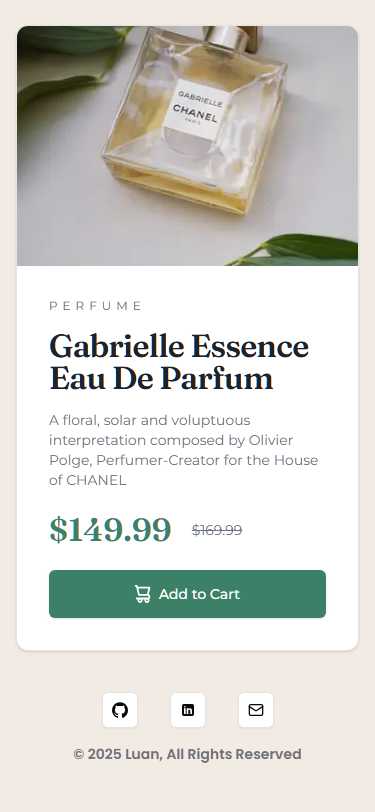 GABRIELLE
CHANEL
PARIS
PERFUME
Gabrielle Essence
Eau De Parfum
A floral, solar and voluptuous
interpretation composed by Olivier
Polge, Perfumer-Creator for the House
of CHANEL
$149.99 $169.99
Add to Cart
in
© 2025 Luan, All Rights Reserved